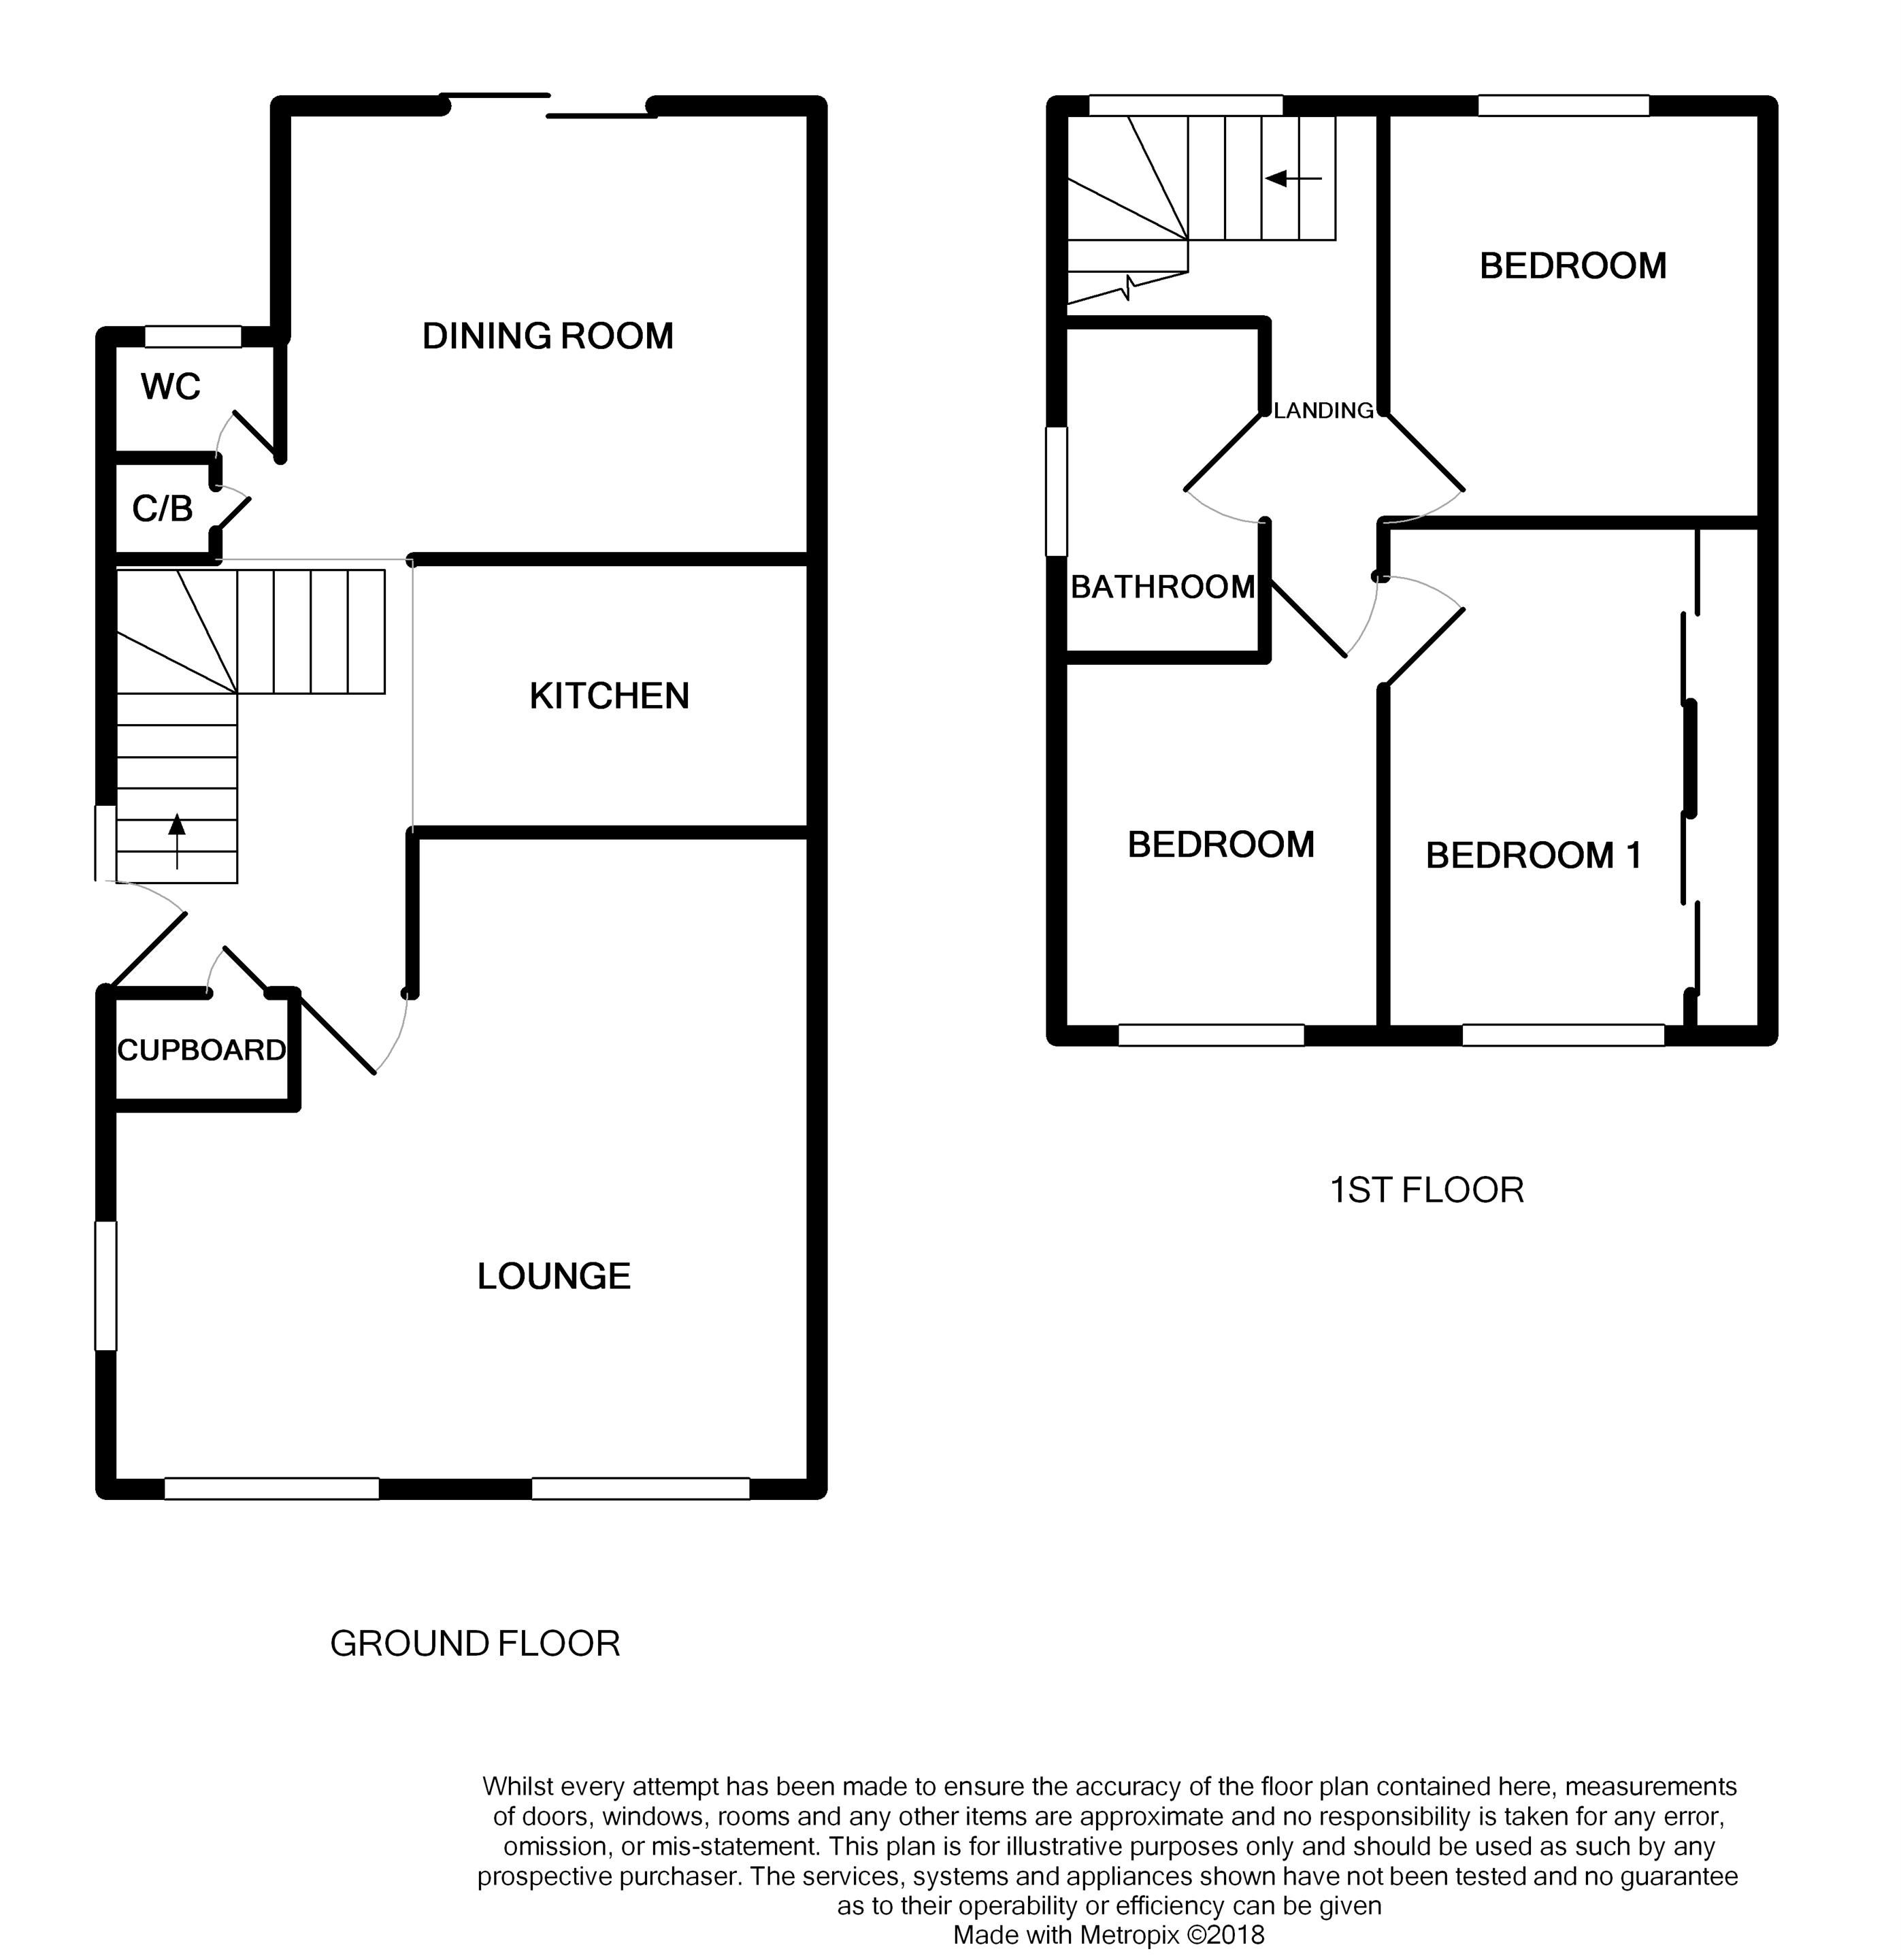 DINING ROOM
WC
C/B
KITCHEN
CUPBOARD
LOUNGE
GROUND FLOOR
BEDROOM
LANDING
BATHROOM
BEDROOM
BEDROOM 1
1ST FLOOR
Whilst every attempt has been made to ensure the accuracy of the floor plan contained here, measurements
of doors, windows, rooms and any other items are approximate and no responsibility is taken for any error,
omission, or mis-statement. This plan is for illustrative purposes only and should be used as such by any
prospective purchaser. The services, systems and appliances shown have not been tested and no guarantee
as to their operability or efficiency can be given
Made with Metropix ©2018